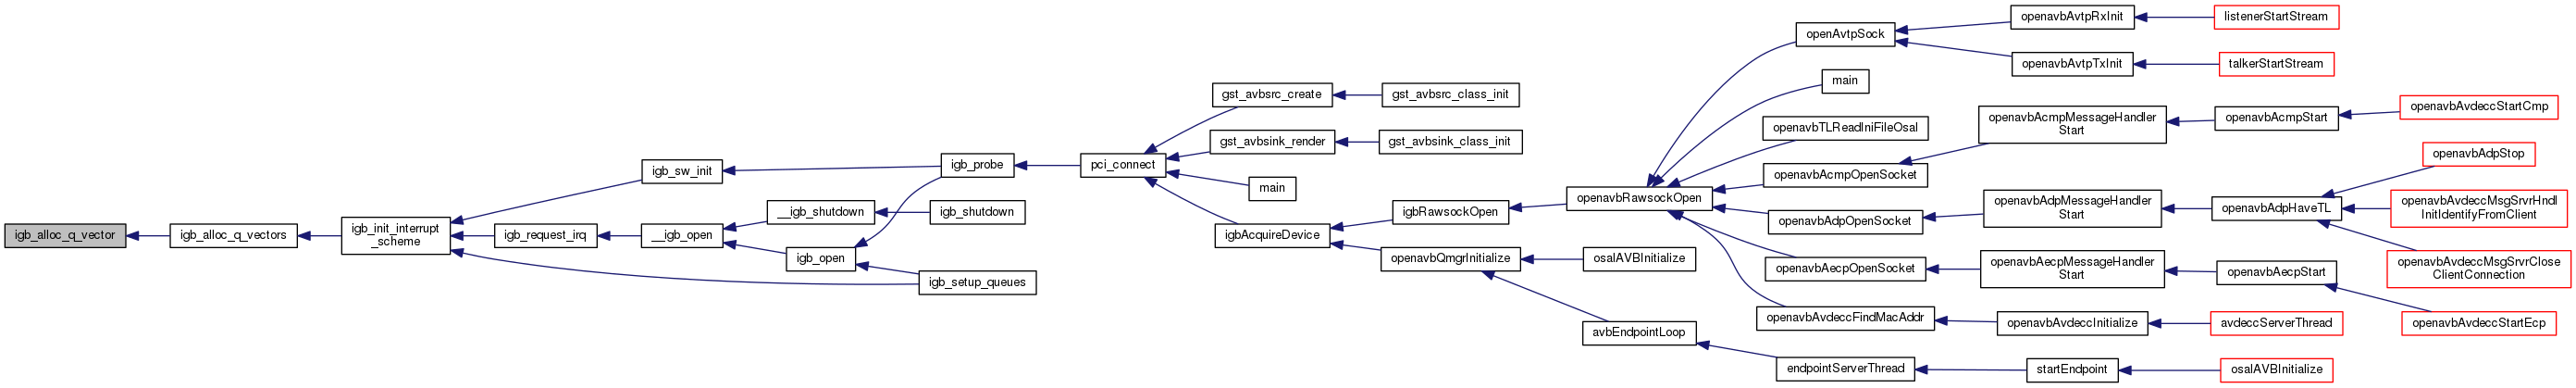 igb_alloc_q_vector
igb_alloc_q_vectors
igb_init_interrupt
_scheme
igb_sw_init
igb_request_irq
__igb_open
__igb_shutdown
igb_open
igb_probe
igb_shutdown
igb_setup_queues
pci_connect
gst_avbsrc_create
gst_avbsrc_class_init
gst_avbsink_render
gst_avbsink_class_init
main
igbAcquireDevice
igbRawsockOpen
openavbQmgrInitialize
openavbRawsockOpen
osalAVBInitialize
avbEndpointLoop
openAvtpSock
main
openavbTLReadIniFileOsal
openavbAcmpOpenSocket
openavbAdpOpenSocket
openavbAecpOpenSocket
openavbAvdeccFindMacAddr
endpointServerThread
openavbAvtpRxInit
openavbAvtpTxInit
openavbAcmpMessageHandler
Start
openavbAdpMessageHandler
Start
openavbAecpMessageHandler
Start
openavbAvdeccInitialize
startEndpoint
listenerStartStream
talkerStartStream
openavbAcmpStart
openavbAdpHaveTL
openavbAecpStart
avdeccServerThread
osalAVBInitialize
openavbAvdeccStartCmp
openavbAdpStop
openavbAvdeccMsgSrvrHndl
InitIdentifyFromClient
openavbAvdeccMsgSrvrClose
ClientConnection
openavbAvdeccStartEcp